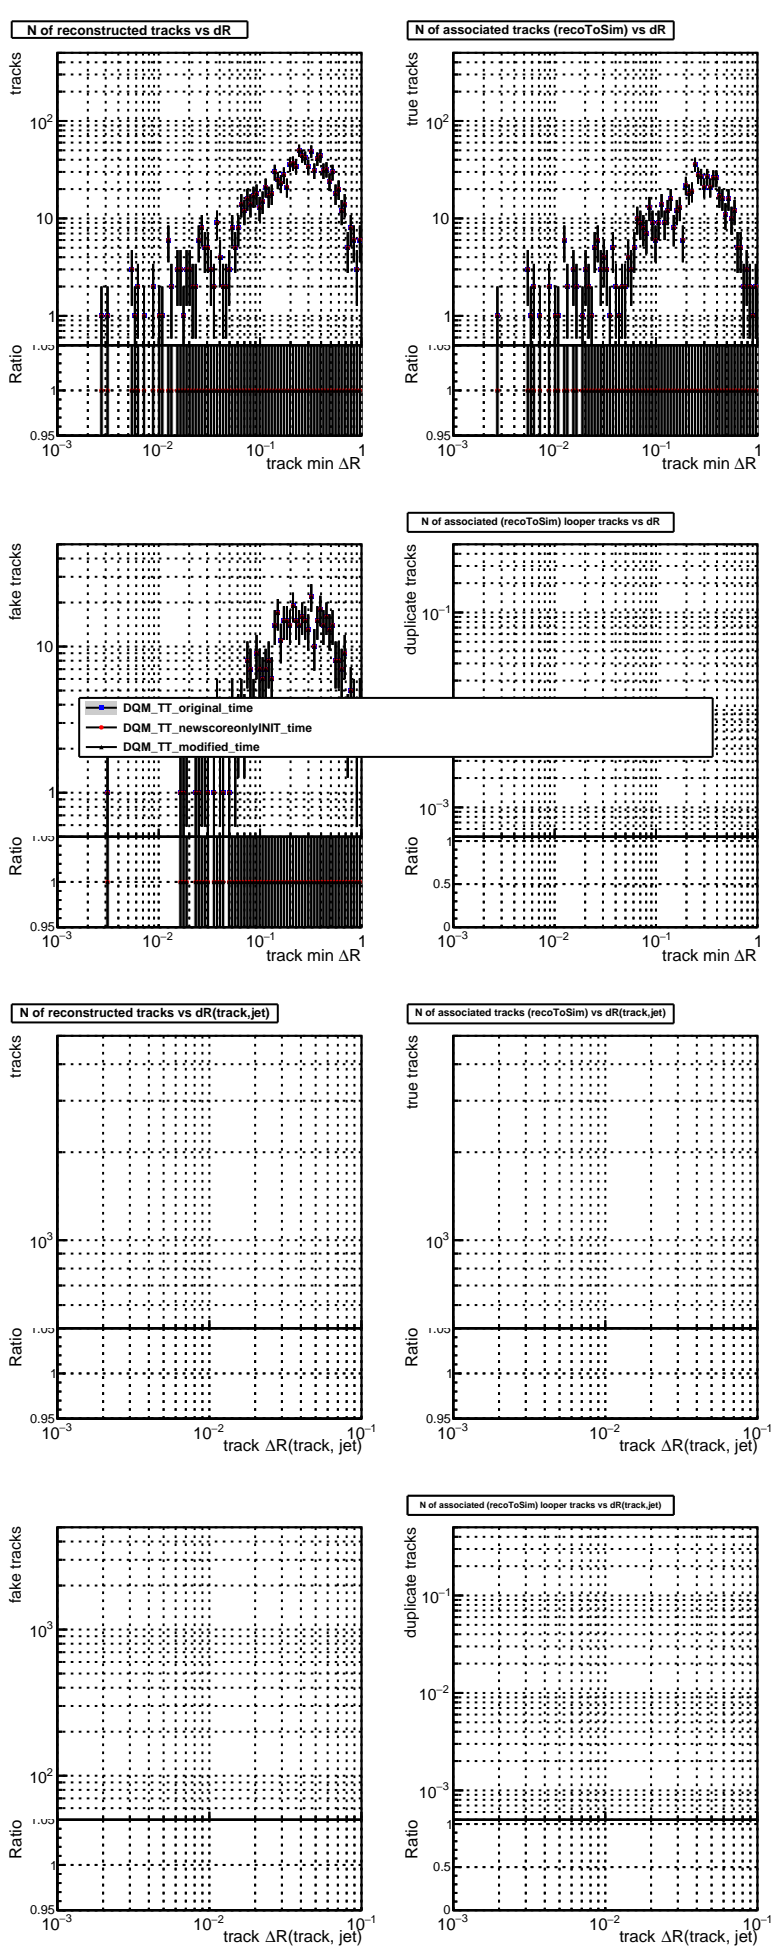 N of reconstructed tracks vs dR
tracks
10²
10
1
1.05
Ratio
1
0.95
10⁻³
10⁻²
10⁻¹
1
track min ΔR
N of associated tracks (recoToSim) vs dR
true tracks
10²
10
1
1.05
Ratio
1
0.95
10⁻³
10⁻²
10⁻¹
1
track min ΔR
fake tracks
10
1
1.05
Ratio
1
0.95
10⁻³
10⁻²
10⁻¹
1
track min ΔR
N of associated (recoToSim) looper tracks vs dR
duplicate tracks
10⁻¹
10⁻³
Ratio
1
0.5
0
10⁻³
10⁻²
10⁻¹
1
track min ΔR
DQM_TT_original_time
DQM_TT_newscoreonlyINIT_time
DQM_TT_modified_time
N of reconstructed tracks vs dR(track,jet)
tracks
10³
1.05
Ratio
1
0.95
10⁻³
10⁻²
10⁻¹
track ΔR(track, jet)
N of associated tracks (recoToSim) vs dR(track,jet)
true tracks
10³
1.05
Ratio
1
0.95
10⁻³
10⁻²
10⁻¹
track ΔR(track, jet)
fake tracks
10³
10²
1.05
Ratio
1
0.95
10⁻³
10⁻²
10⁻¹
track ΔR(track, jet)
N of associated (recoToSim) looper tracks vs dR(track,jet)
duplicate tracks
10⁻¹
10⁻²
10⁻³
Ratio
1
0.5
0
10⁻³
10⁻²
10⁻¹
track ΔR(track, jet)